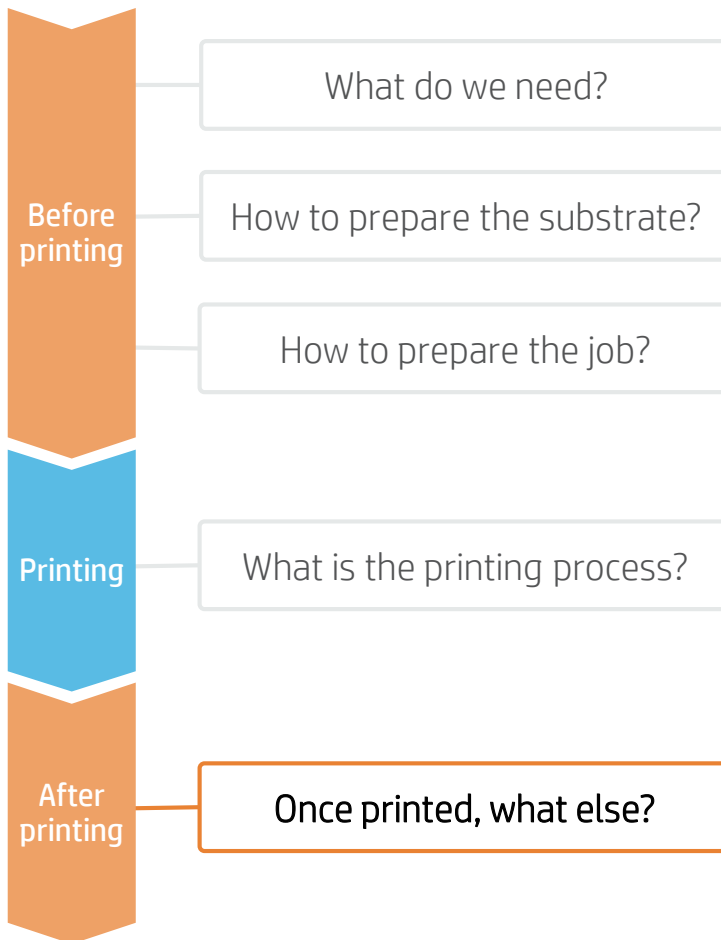 What do we need?
Before
printing
How to prepare the substrate?
How to prepare the job?
Printing
What is the printing process?
After
printing
Once printed, what else?